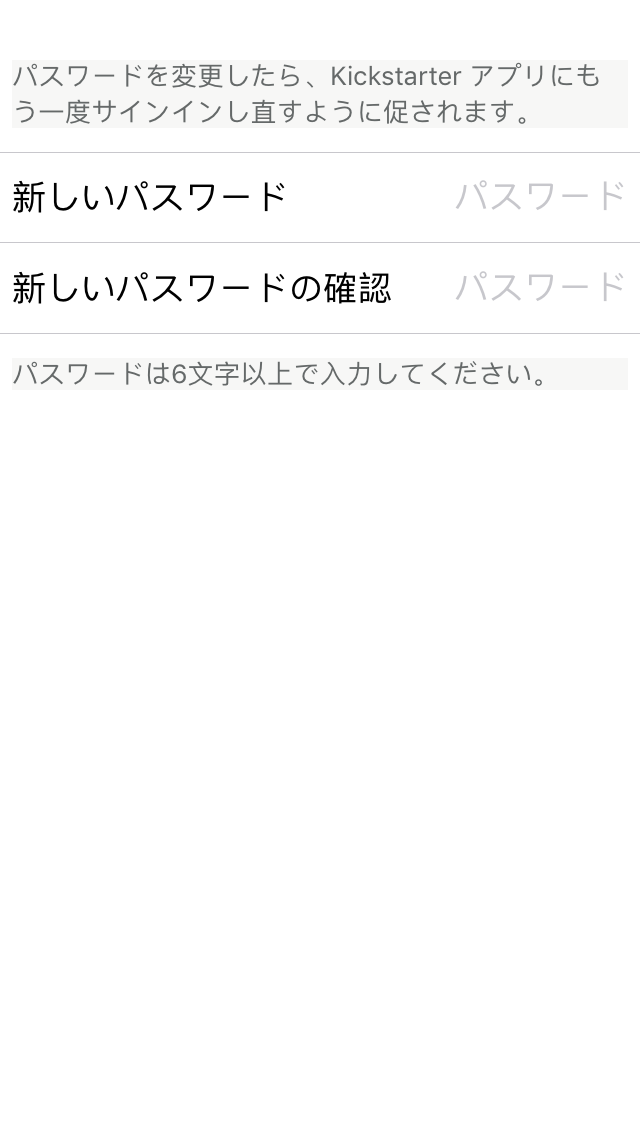 パスワードを変更したら、Kickstarter アプリにも
う一度サインインし直すように促されます。
新しいパスワード パスワード
新しいパスワードの確認 パスワード
パスワードは6文字以上で入力してください。